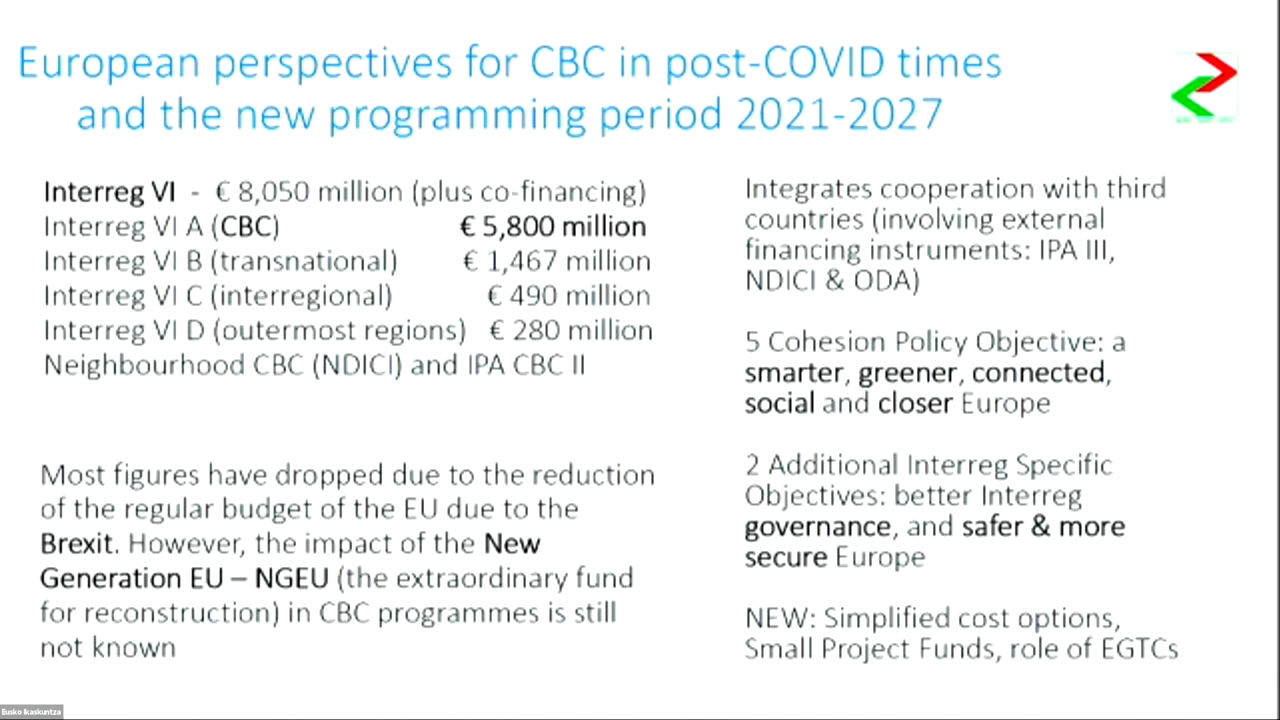 European perspectives for CBC in post-COVID times
and the new programming period 2021-2027
Interreg VI - € 8,050 million (plus co-financing)
Interreg VI A (CBC) € 5,800 million
Interreg VI B (transnational) € 1,467 million
Interreg VI C (interregional) € 490 million
Interreg VI D (outermost regions) € 280 million
Neighbourhood CBC (NDICI) and IPA CBC II
Most figures have dropped due to the reduction
of the regular budget of the EU due to the
Brexit. However, the impact of the New
Generation EU – NGEU (the extraordinary fund
for reconstruction) in CBC programmes is still
not known
Integrates cooperation with third
countries (involving external
financing instruments: IPA III,
NDICI & ODA)
5 Cohesion Policy Objective: a
smarter, greener, connected,
social and closer Europe
2 Additional Interreg Specific
Objectives: better Interreg
governance, and safer & more
secure Europe
NEW: Simplified cost options,
Small Project Funds, role of EGTCs
Eusko Ikaskuntza